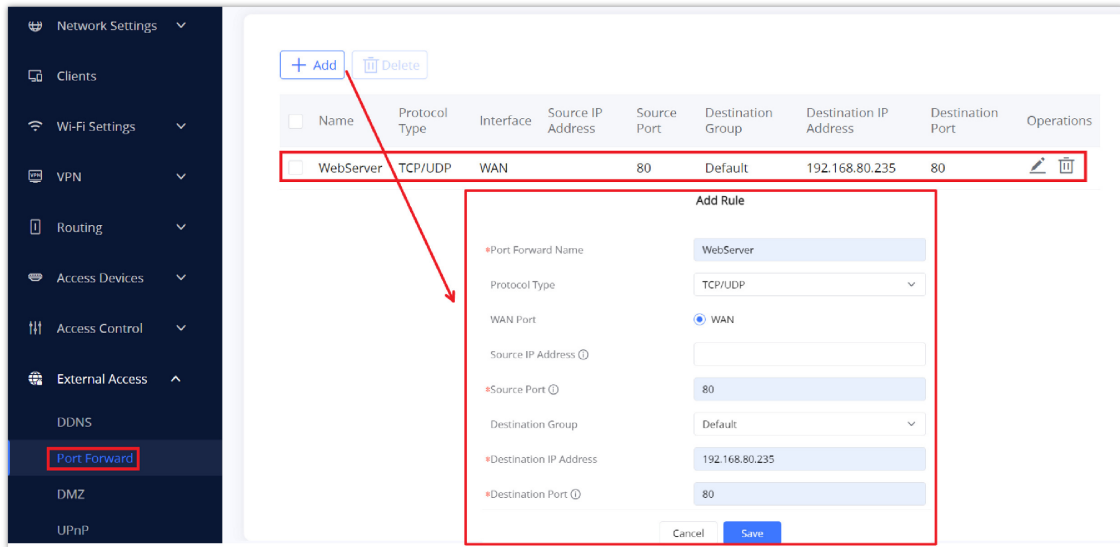 Network Settings
Clients
Wi-Fi Settings
VPN
VPN
Routing
Access Devices
Access Control
External Access
DDNS
Port Forward
DMZ
UPnP
Add
Delete
Name
Protocol
Type
Interface
Source IP
Address
Source
Port
Destination
Group
Destination IP
Address
Destination
Port
Operations
WebServer TCP/UDP WAN 80 Default 192.168.80.235 80
Add Rule
*Port Forward Name WebServer
Protocol Type TCP/UDP
WAN Port WAN
Source IP Address
*Source Port 80
Destination Group Default
*Destination IP Address 192.168.80.235
*Destination Port 80
Cancel Save